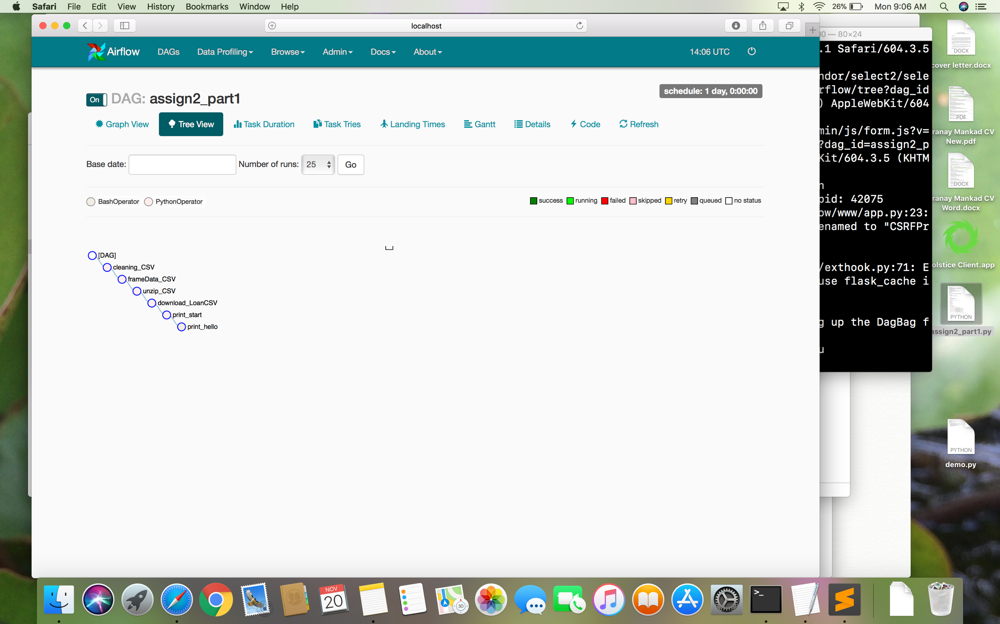 Safari File Edit View History Bookmarks Window Help 26% Mon 9:06 AM
localhost
00 — 80×24
Airflow DAGs Data Profiling Browse Admin Docs About 14:06 UTC
On DAG: assign2_part1
schedule: 1 day, 0:00:00
Graph View Tree View Task Duration Task Tries Landing Times Gantt Details Code Refresh
Base date: Number of runs: 25 Go
BashOperator PythonOperator
success running failed skipped retry queued no status
[DAG]
cleaning_CSV
frameData_CSV
unzip_CSV
download_LoanCSV
print_start
print_hello
.1 Safari/604.3.5
ndor/select2/sele
rflow/tree?dag_id
) AppleWebKit/604
min/js/form.js?v=
?dag_id=assign2_p
Kit/604.3.5 (KHTM
n
pid: 42075
ow/www/app.py:23:
enamed to "CSRFPr
/exthook.py:71: E
use flask_cache i
g up the DagBag f
u
DOCX
cover letter.docx
PDF
ranay Mankad CV
New.pdf
DOCX
ranay Mankad CV
Word.docx
olstice Client.app
PYTHON
assign2_part1.py
PYTHON
demo.py
NOV
20
3D
>_